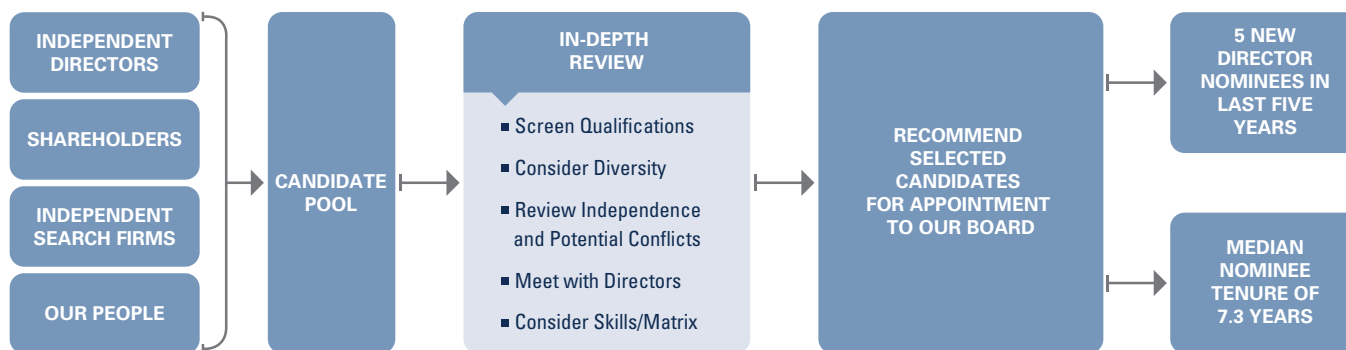 INDEPENDENT
DIRECTORS
SHAREHOLDERS
INDEPENDENT
SEARCH FIRMS
OUR PEOPLE
CANDIDATE
POOL
IN-DEPTH
REVIEW
Screen Qualifications
Consider Diversity
Review Independence
and Potential Conflicts
Meet with Directors
Consider Skills/Matrix
RECOMMEND
SELECTED
CANDIDATES
FOR APPOINTMENT
TO OUR BOARD
5 NEW
DIRECTOR
NOMINEES IN
LAST FIVE
YEARS
MEDIAN
NOMINEE
TENURE OF
7.3 YEARS